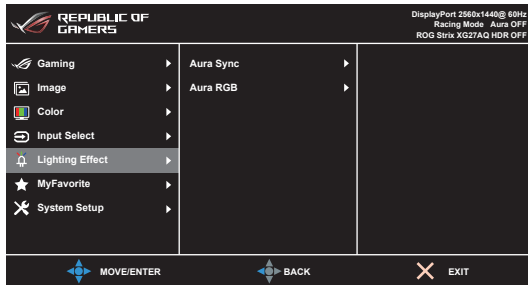 REPUBLIC OF
GAMERS
DisplayPort 2560x1440@ 60Hz
Racing Mode Aura OFF
ROG Strix XG27AQ HDR OFF
Gaming
Image
Color
Input Select
Lighting Effect
MyFavorite
System Setup
Aura Sync
Aura RGB
MOVE/ENTER
BACK
EXIT